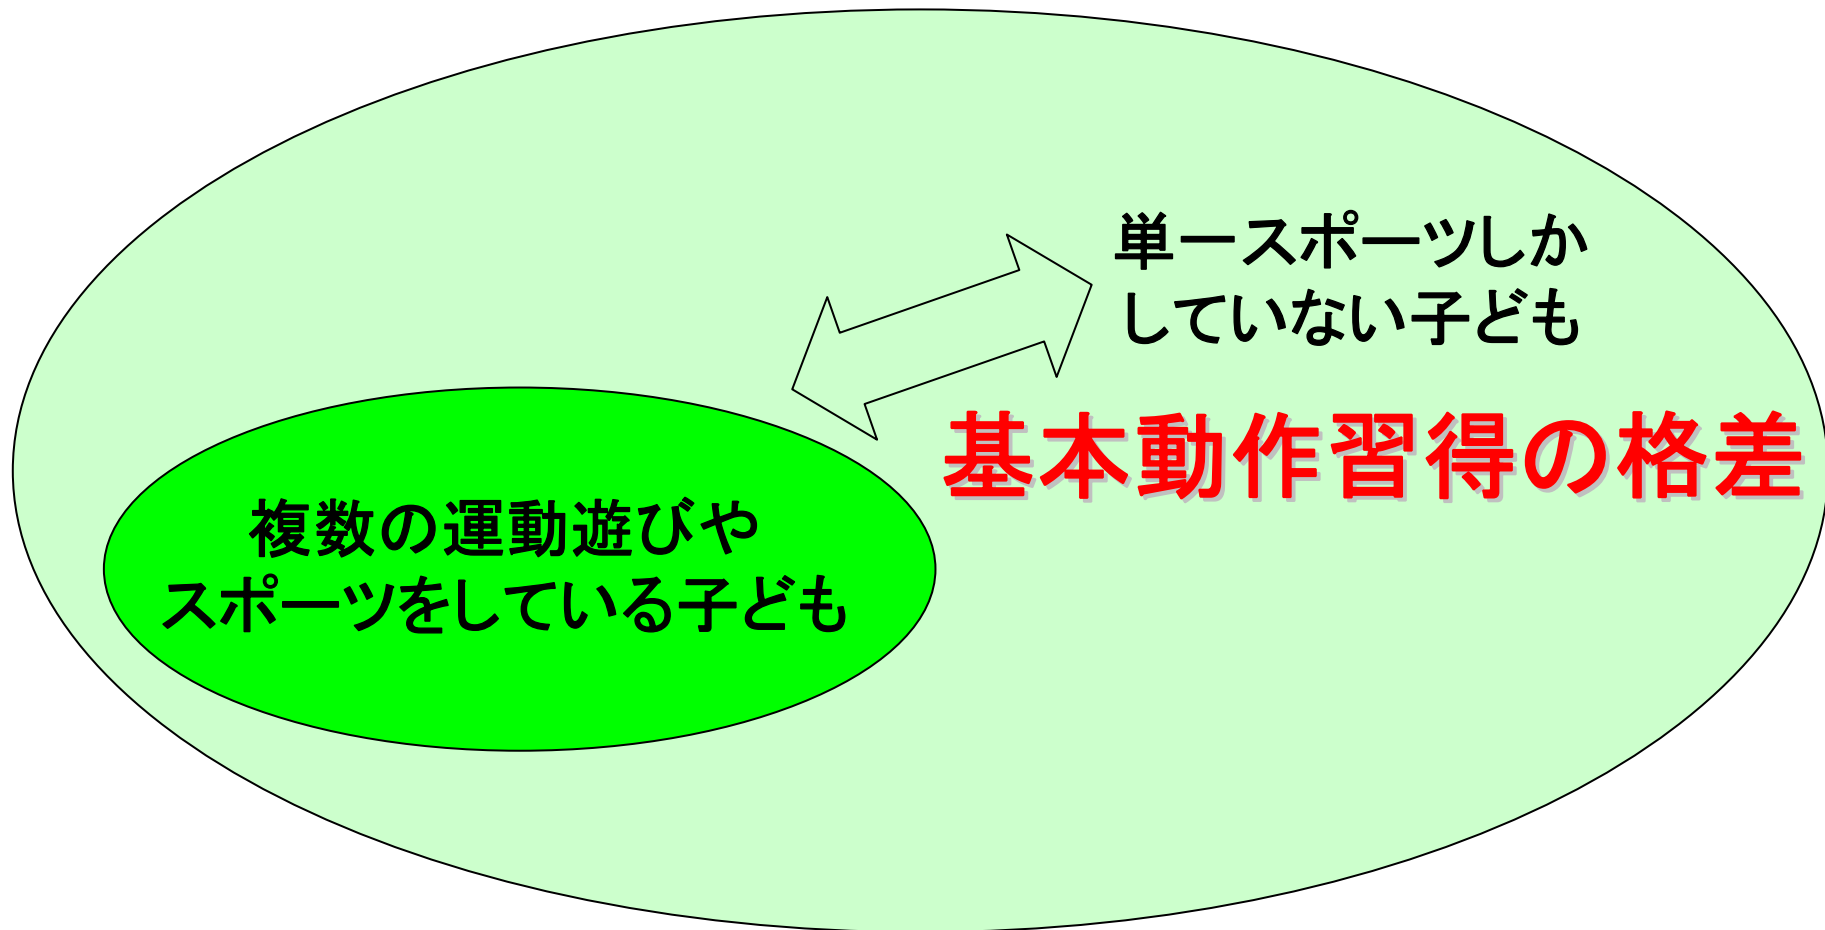 単一スポーツしか
していない子ども
基本動作習得の格差
複数の運動遊びや
スポーツをしている子ども